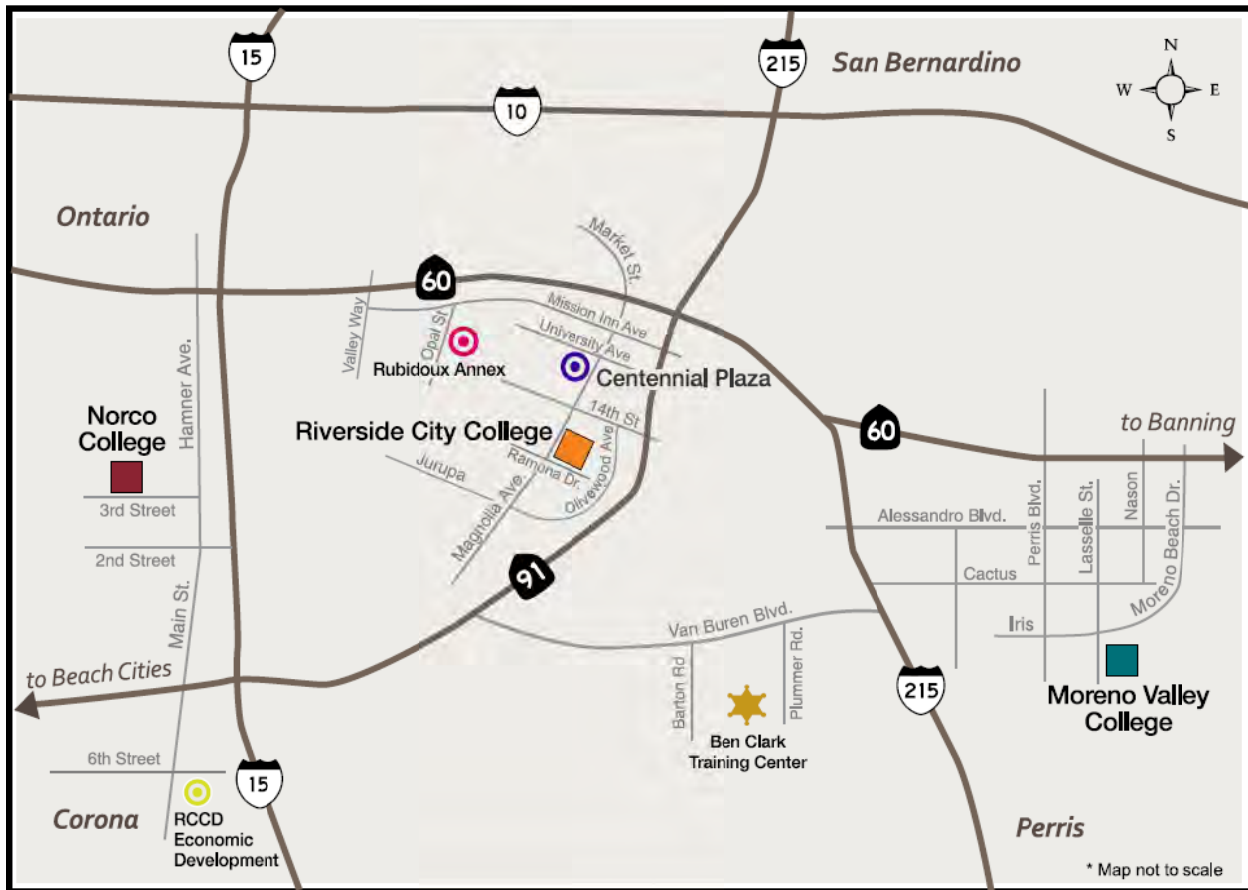 15
215
San Bernardino
N
W
E
S
10
Ontario
Market St.
60
Mission Inn Ave
University Ave
Valley Way
Opal St
Rubidoux Annex
Centennial Plaza
Hamner Ave.
14th St
Norco
College
Riverside City College
Ramona Dr.
Olivewood Ave
Jurupa
Magnolia Ave.
60
to Banning
3rd Street
2nd Street
Main St.
91
Alessandro Blvd.
Perris Blvd.
Lasselle St.
Nason
Moreno Beach Dr.
Cactus
Iris
Van Buren Blvd.
Barton Rd
Plummer Rd.
to Beach Cities
215
Moreno Valley
College
Ben Clark
Training Center
6th Street
15
Corona
RCCD
Economic
Development
Perris
* Map not to scale